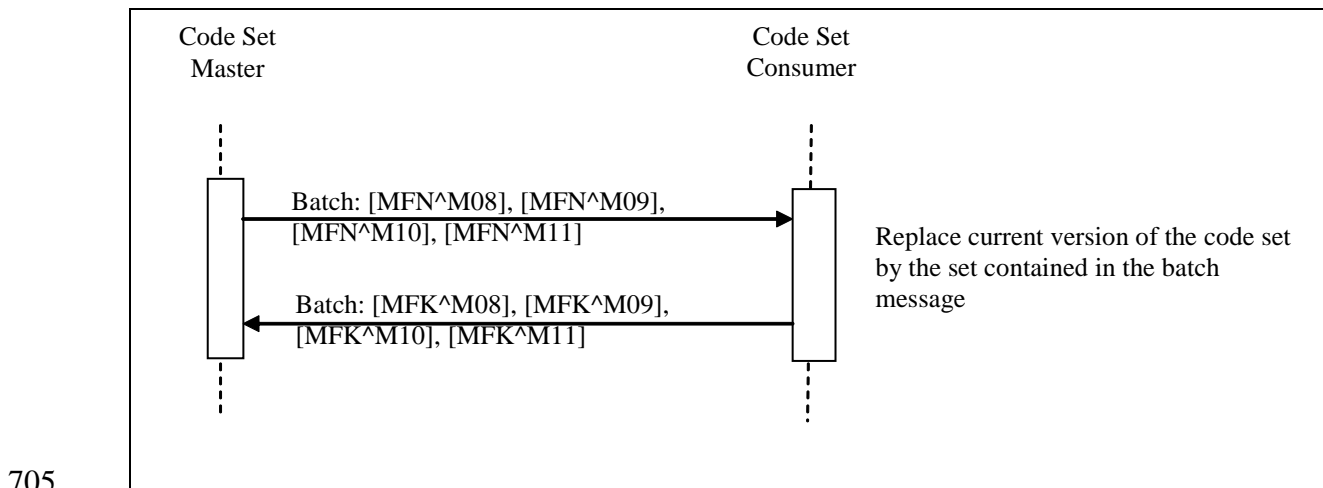 Code Set
Master
Code Set
Consumer
Batch: [MFN^M08], [MFN^M09],
[MFN^M10], [MFN^M11]
Replace current version of the code set
by the set contained in the batch
message
Batch: [MFK^M08], [MFK^M09],
[MFK^M10], [MFK^M11]
705